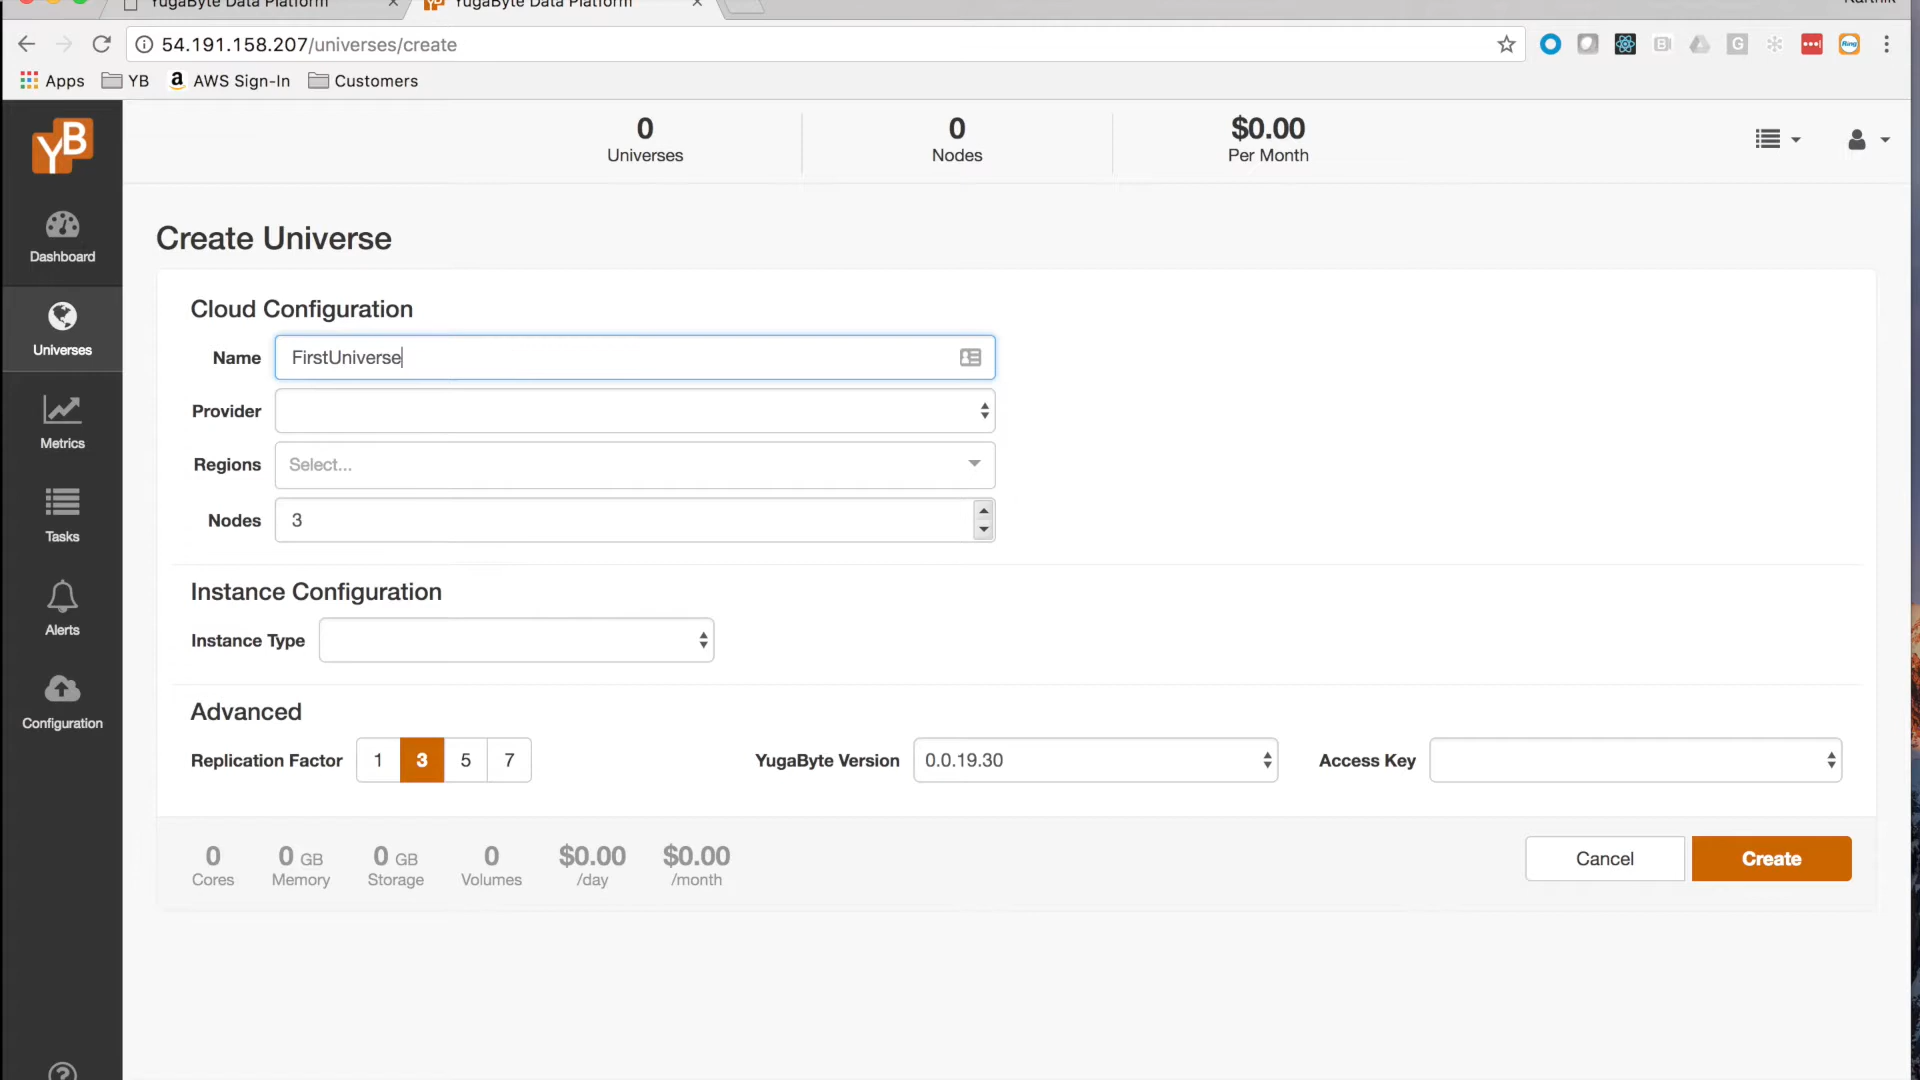 YugaByte Data Platform
YugaByte Data Platform
Karthik
54.191.158.207/universes/create
G
Ring
Apps
YB
a AWS Sign-In
Customers
YB
0
Universes
0
Nodes
$0.00
Per Month
Dashboard
Universes
Metrics
Tasks
Alerts
Configuration
Create Universe
Cloud Configuration
Name FirstUniverse
Provider
Regions Select...
Nodes 3
Instance Configuration
Instance Type
Advanced
Replication Factor 1 3 5 7
YugaByte Version 0.0.19.30
Access Key
0 0 GB 0 GB 0 $0.00 $0.00
Cores Memory Storage Volumes /day /month
Cancel
Create
?